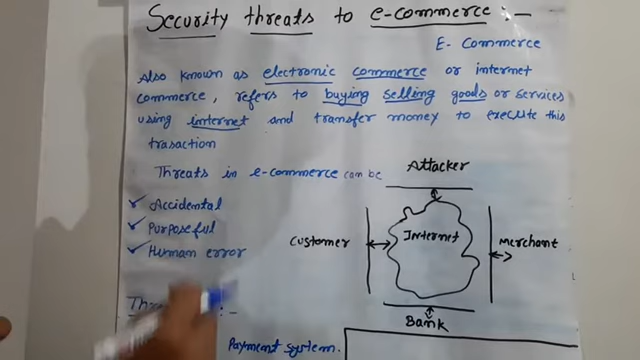 Security threats to e-commerce :-
E- Commerce
Also known as electronic commerce or internet
commerce, refers to buying selling goods or services
using internet and transfer money to execute this
trasaction
Threats in e-commerce can be
✓ Accidental
✓ Purposeful
✓ Human error
Attacker
Customer
Internet
Merchant
Bank
:-
Payment system.